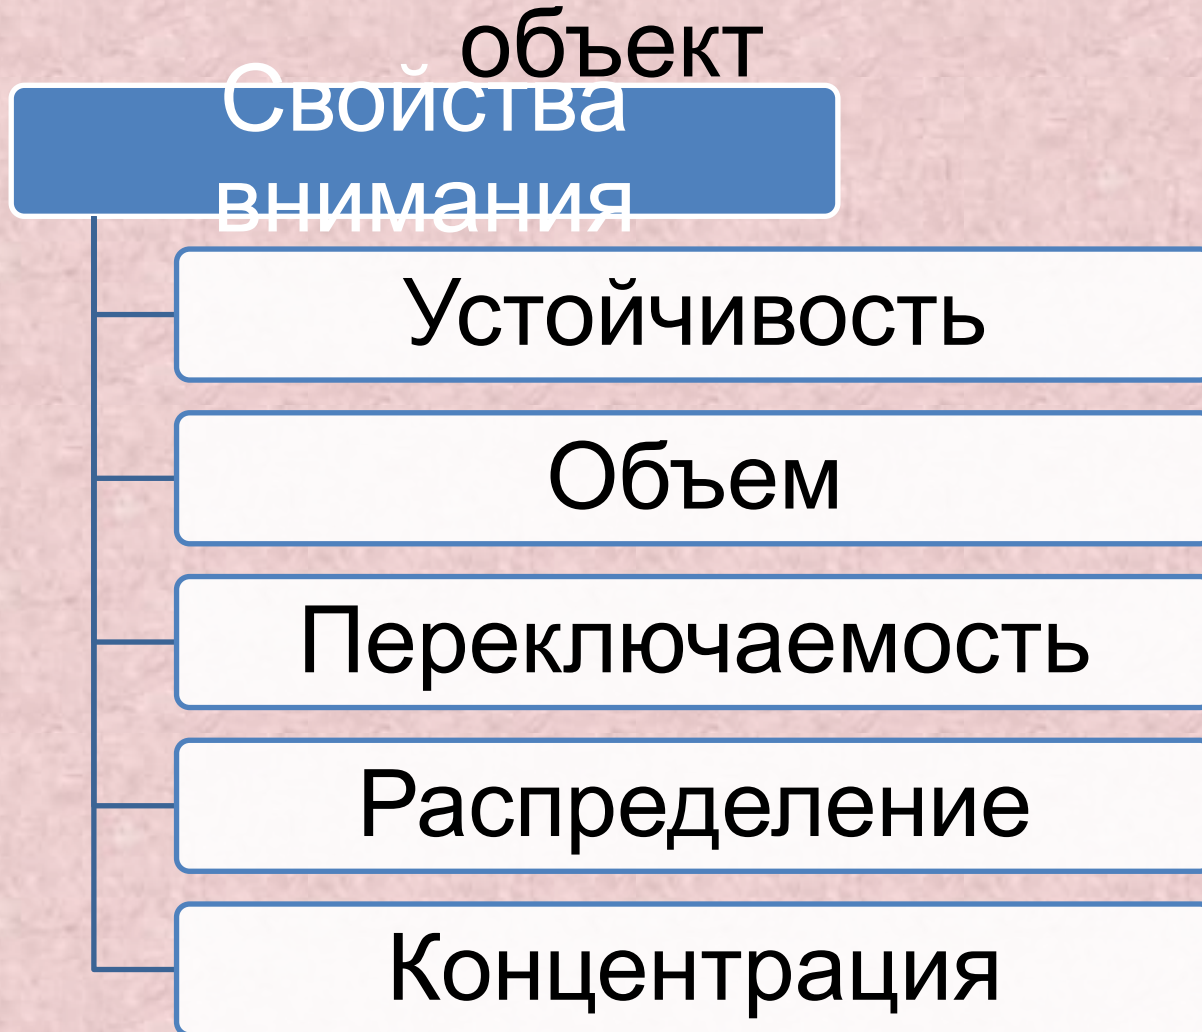 объект
Свойства
внимания
Устойчивость
Объем
Переключаемость
Распределение
Концентрация